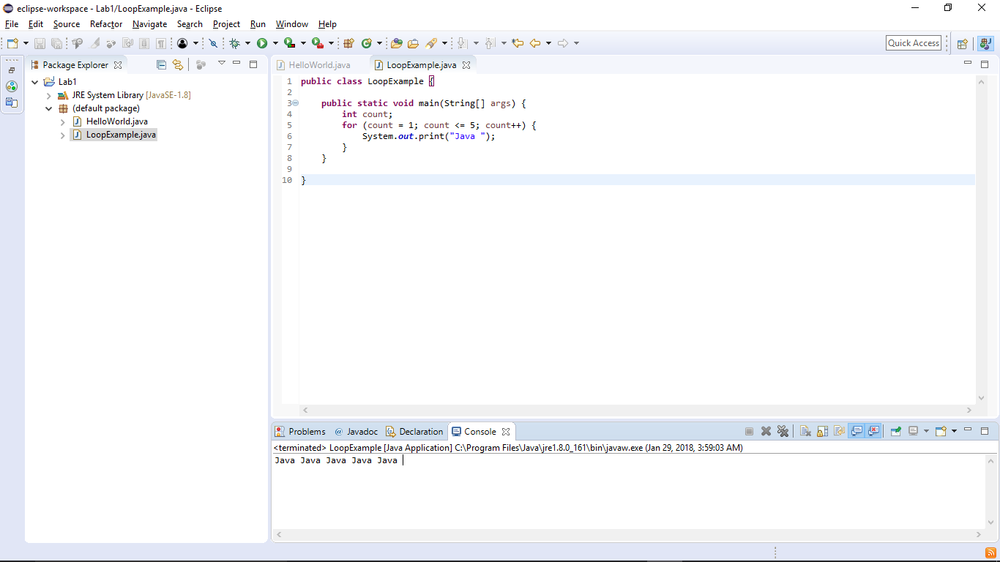 eclipse-workspace - Lab1/LoopExample.java - Eclipse
File Edit Source Refactor Navigate Search Project Run Window Help
Quick Access
Package Explorer
Lab1
JRE System Library [JavaSE-1.8]
(default package)
HelloWorld.java
LoopExample.java
HelloWorld.java LoopExample.java
1 public class LoopExample {
2
3 public static void main(String[] args) {
4 int count;
5 for (count = 1; count <= 5; count++) {
6 System.out.print("Java ");
7 }
8 }
9
10 }
Problems @ Javadoc Declaration Console
<terminated> LoopExample [Java Application] C:\Program Files\Java\jre1.8.0_161\bin\javaw.exe (Jan 29, 2018, 3:59:03 AM)
Java Java Java Java Java